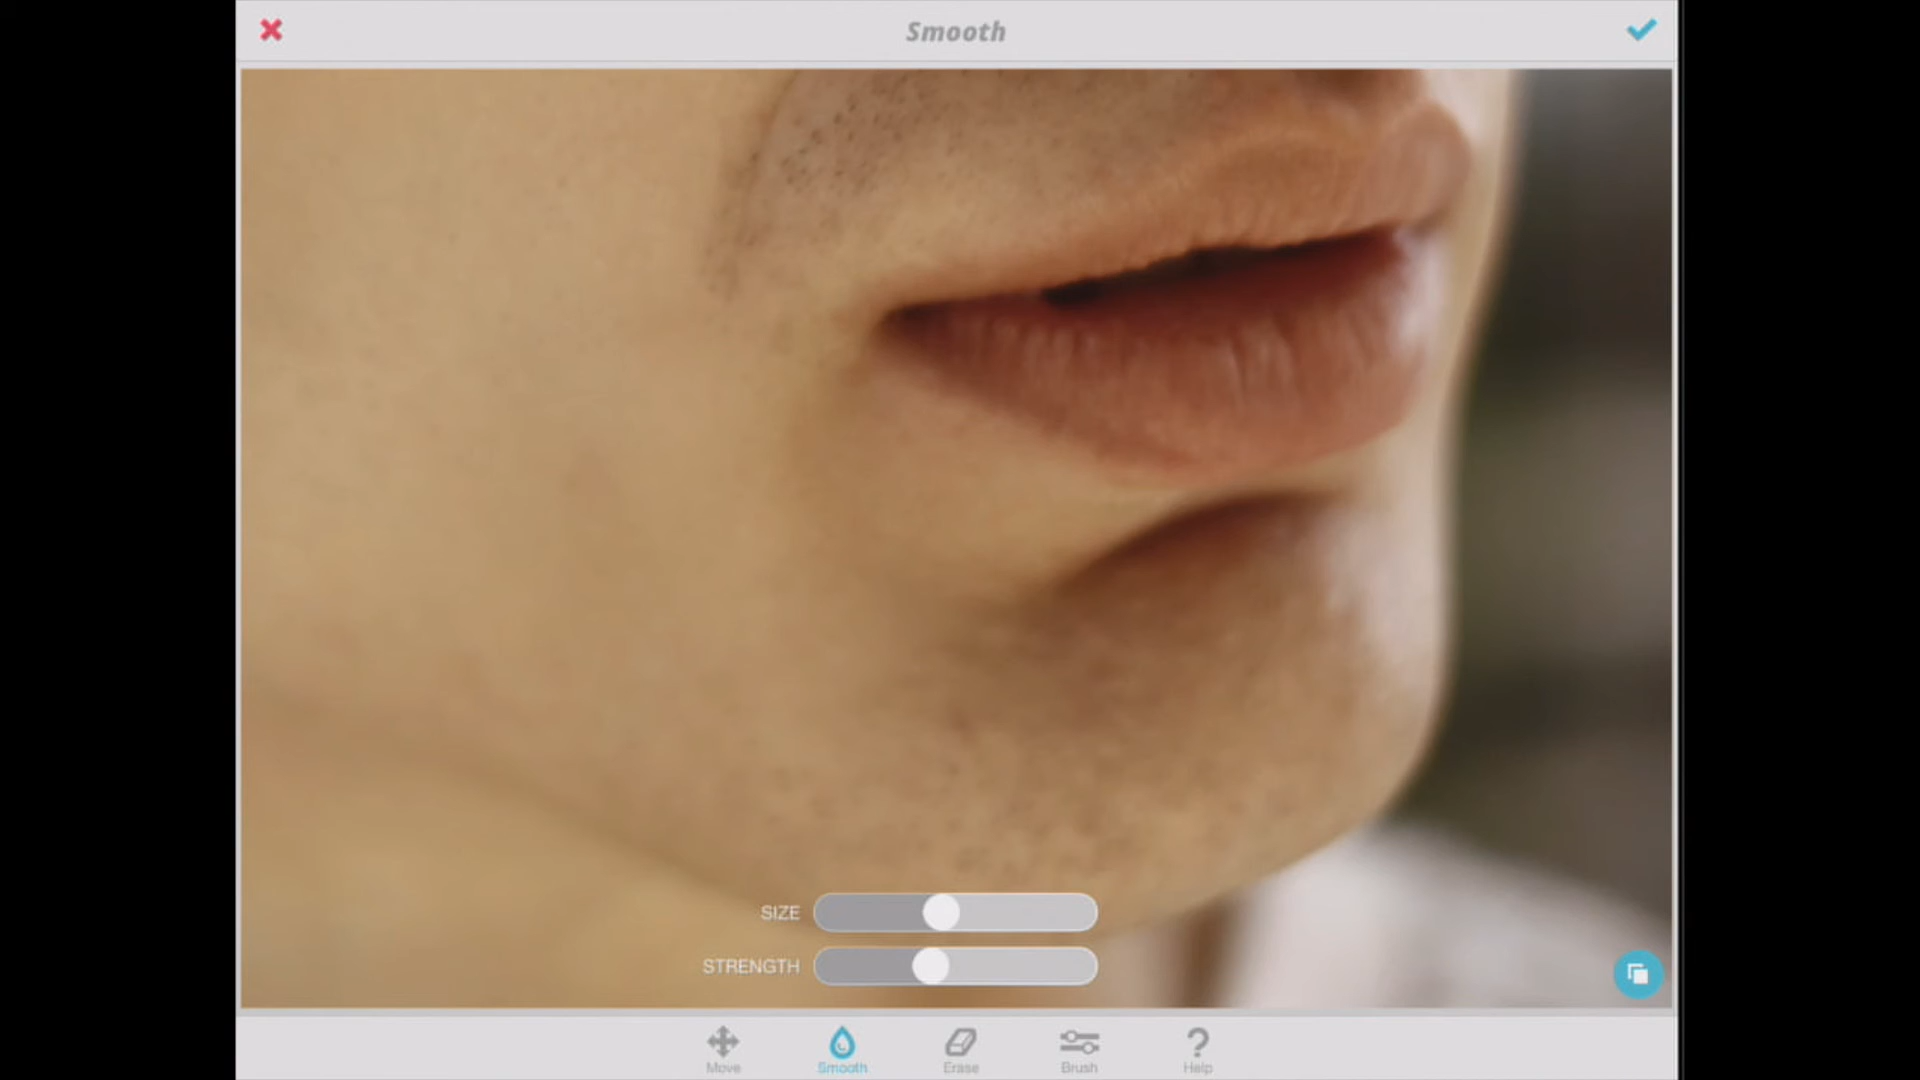 Smooth
SIZE
STRENGTH
Move
Smooth
Erase
Brush
Help